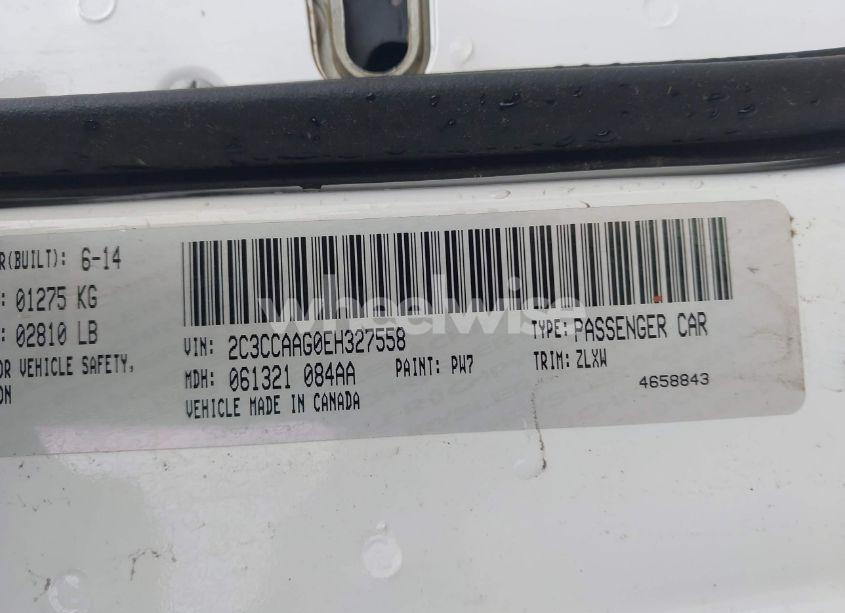 R(BUILT): 6-14
: 01275 KG
: 02810 LB
OR VEHICLE SAFETY,
ON
wheelwise
VIN: 2C3CCAAG0EH327558
TYPE: PASSENGER CAR
MDH: 061321 084AA
PAINT: PW7
TRIM: ZLXW
VEHICLE MADE IN CANADA
4658843